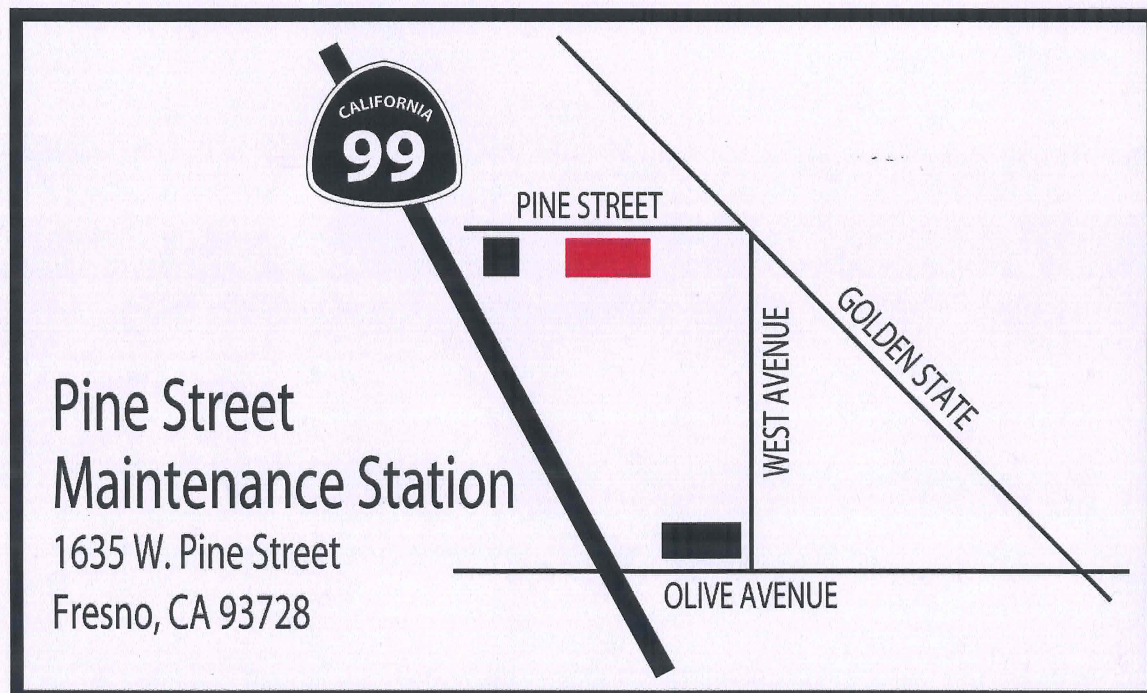 CALIFORNIA
99
PINE STREET
GOLDEN STATE
WEST AVENUE
Pine Street
Maintenance Station
1635 W. Pine Street
Fresno, CA 93728
OLIVE AVENUE